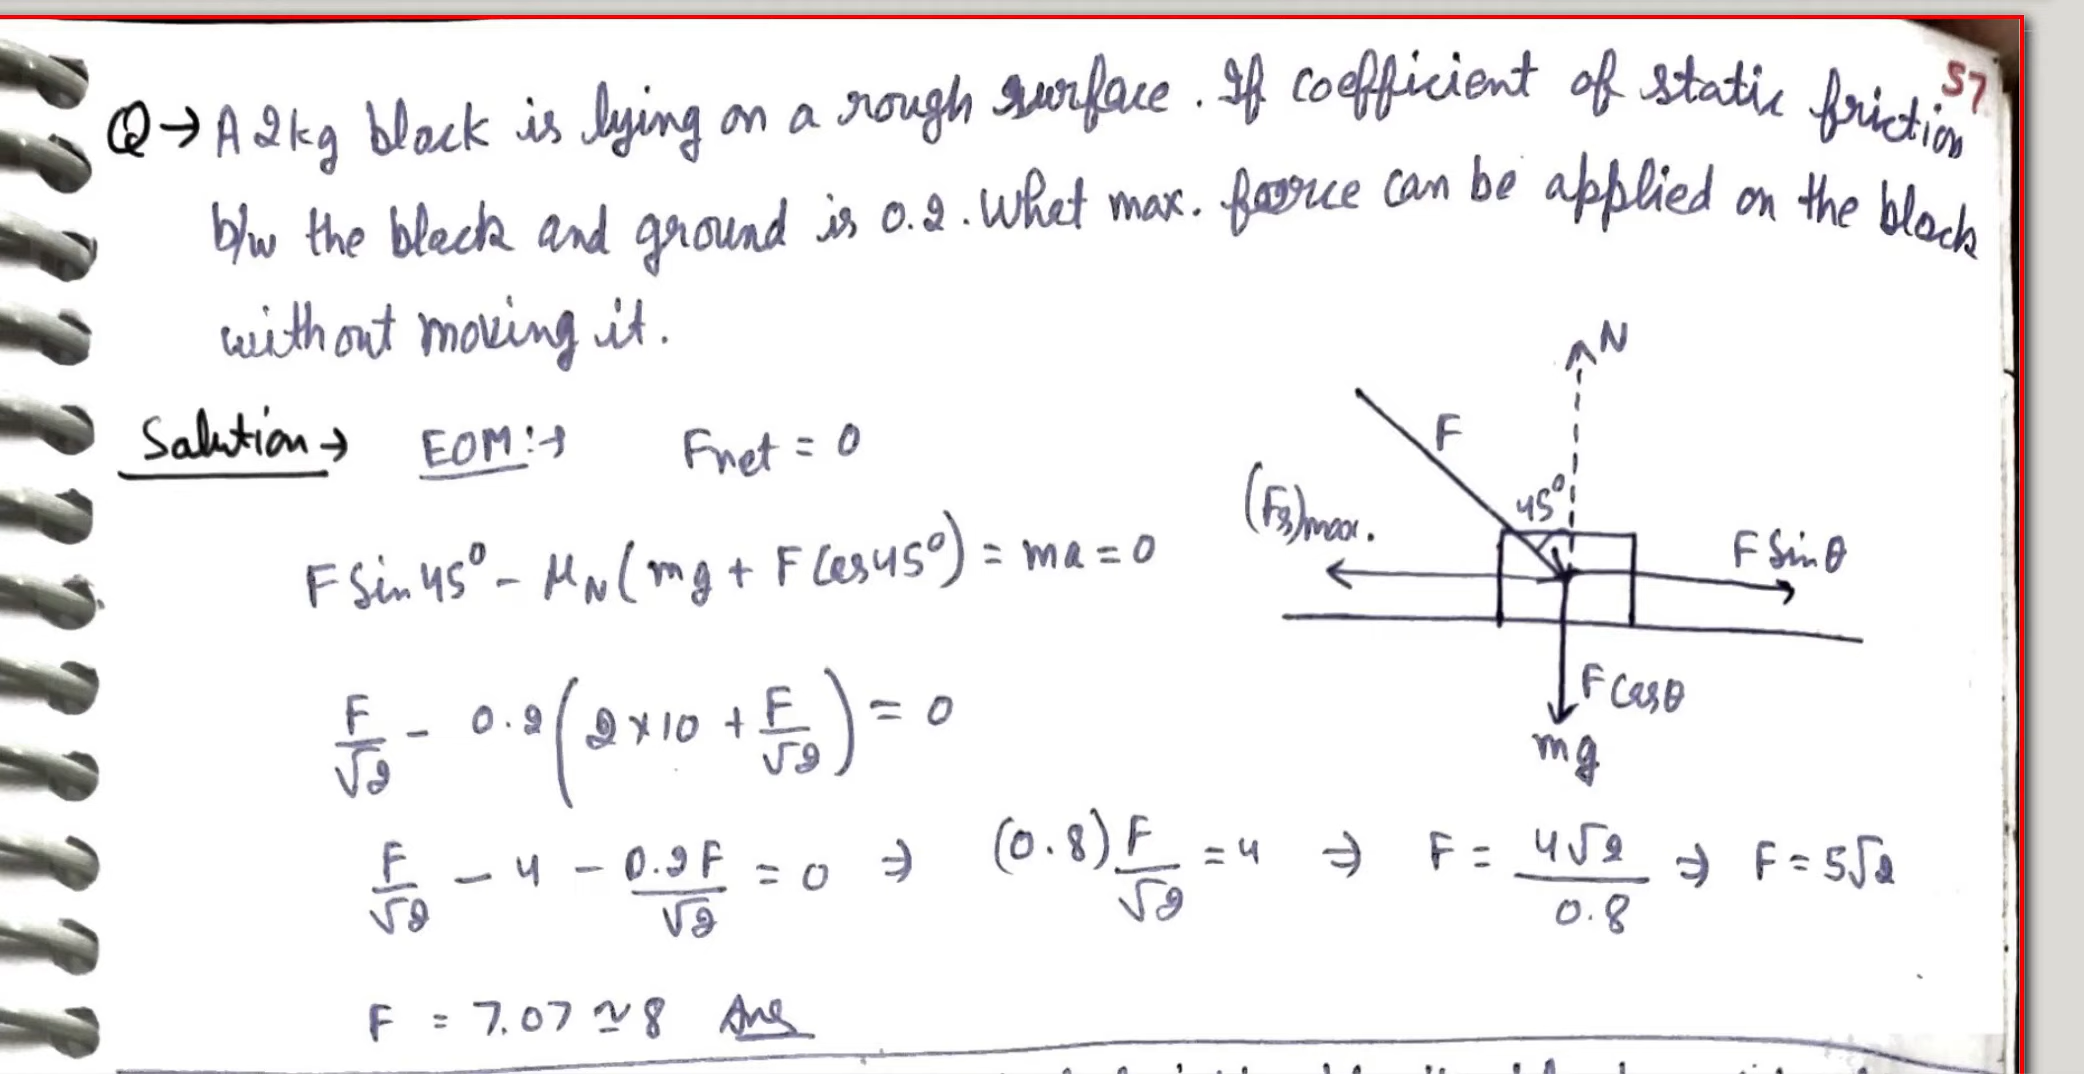 57
Q→ A 2kg block is lying on a rough surface. If coefficient of static friction
b/w the block and ground is 0.2. What max. force can be applied on the block
without moving it.
Solution → EOM:→ Fnet = 0
F Sin 45° - μN (mg + F Cos 45°) = ma = 0
F/√2 - 0.2 (2×10 + F/√2) = 0
F/√2 - 4 - 0.2F/√2 = 0 ⇒ (0.8) F/√2 = 4 ⇒ F = 4√2/0.8 ⇒ F = 5√2
F = 7.07 ≃ 8 Ans
N
F
45°
(Fs)max.
F Sinθ
F Cosθ
mg